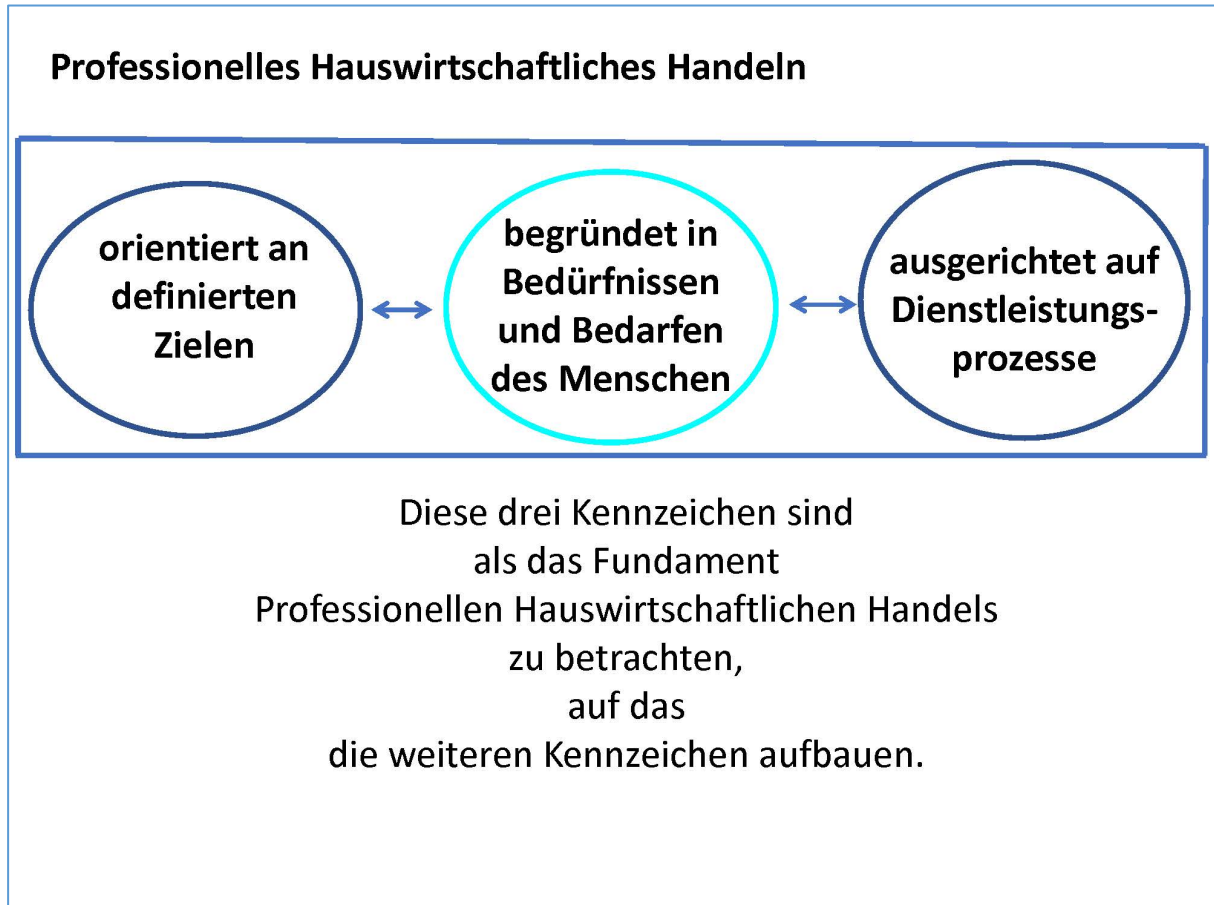 Professionelles Hauswirtschaftliches Handeln
orientiert an
definierten
Zielen
begründet in
Bedürfnissen
und Bedarfen
des Menschen
ausgerichtet auf
Dienstleistungs-
prozesse
Diese drei Kennzeichen sind
als das Fundament
Professionellen Hauswirtschaftlichen Handels
zu betrachten,
auf das
die weiteren Kennzeichen aufbauen.